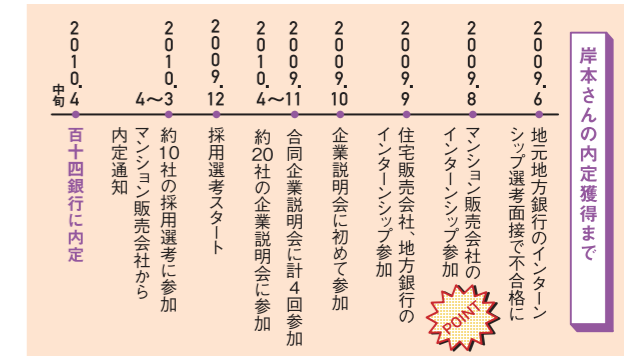 岸本さんの内定獲得まで
2009.6
地元地方銀行のインターン
シップ選考面接で不合格に
2009.8
マンション販売会社の
インターンシップ参加
POINT
2009.9
住宅販売会社、地方銀行の
インターンシップ参加
2009.10
企業説明会に初めて参加
2009.11
〜
2010.4
合同企業説明会に計4回参加
約20社の企業説明会に参加
2009.12
採用選考スタート
2010.3〜4
約10社の採用選考に参加
マンション販売会社から
内定通知
2010.4
中旬
百十四銀行に内定